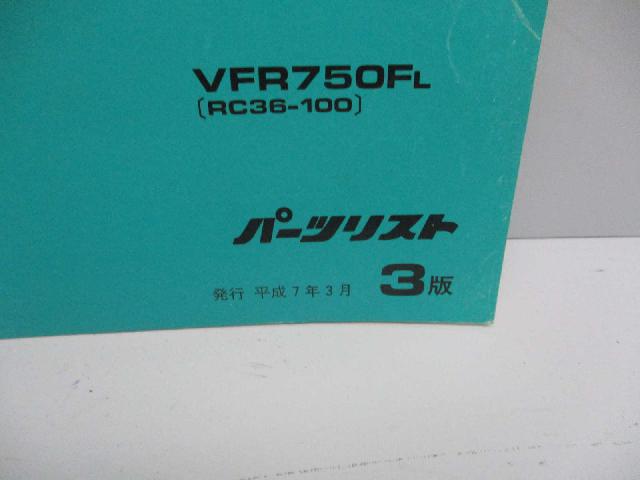 VFR750FL
〔RC36-100〕
パーツリスト
発行 平成7年3月 3版